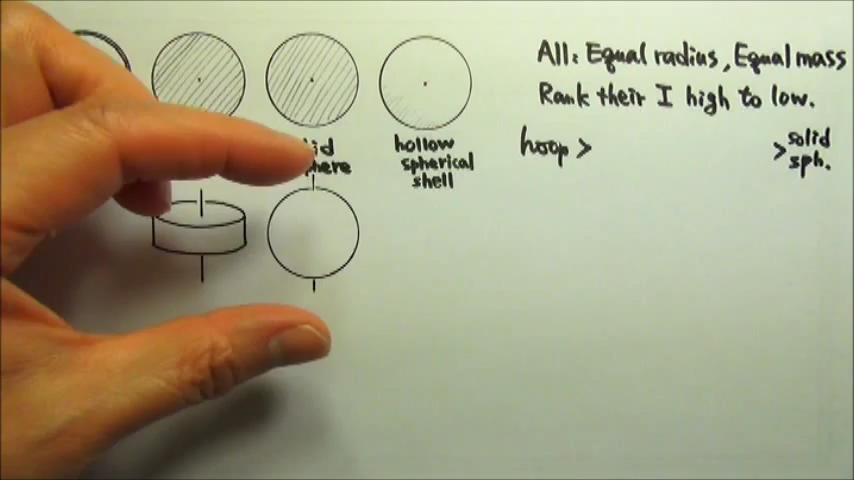 All: Equal radius, Equal mass
Rank their I high to low.
hoop >
> solid
sph.
hollow
spherical
shell